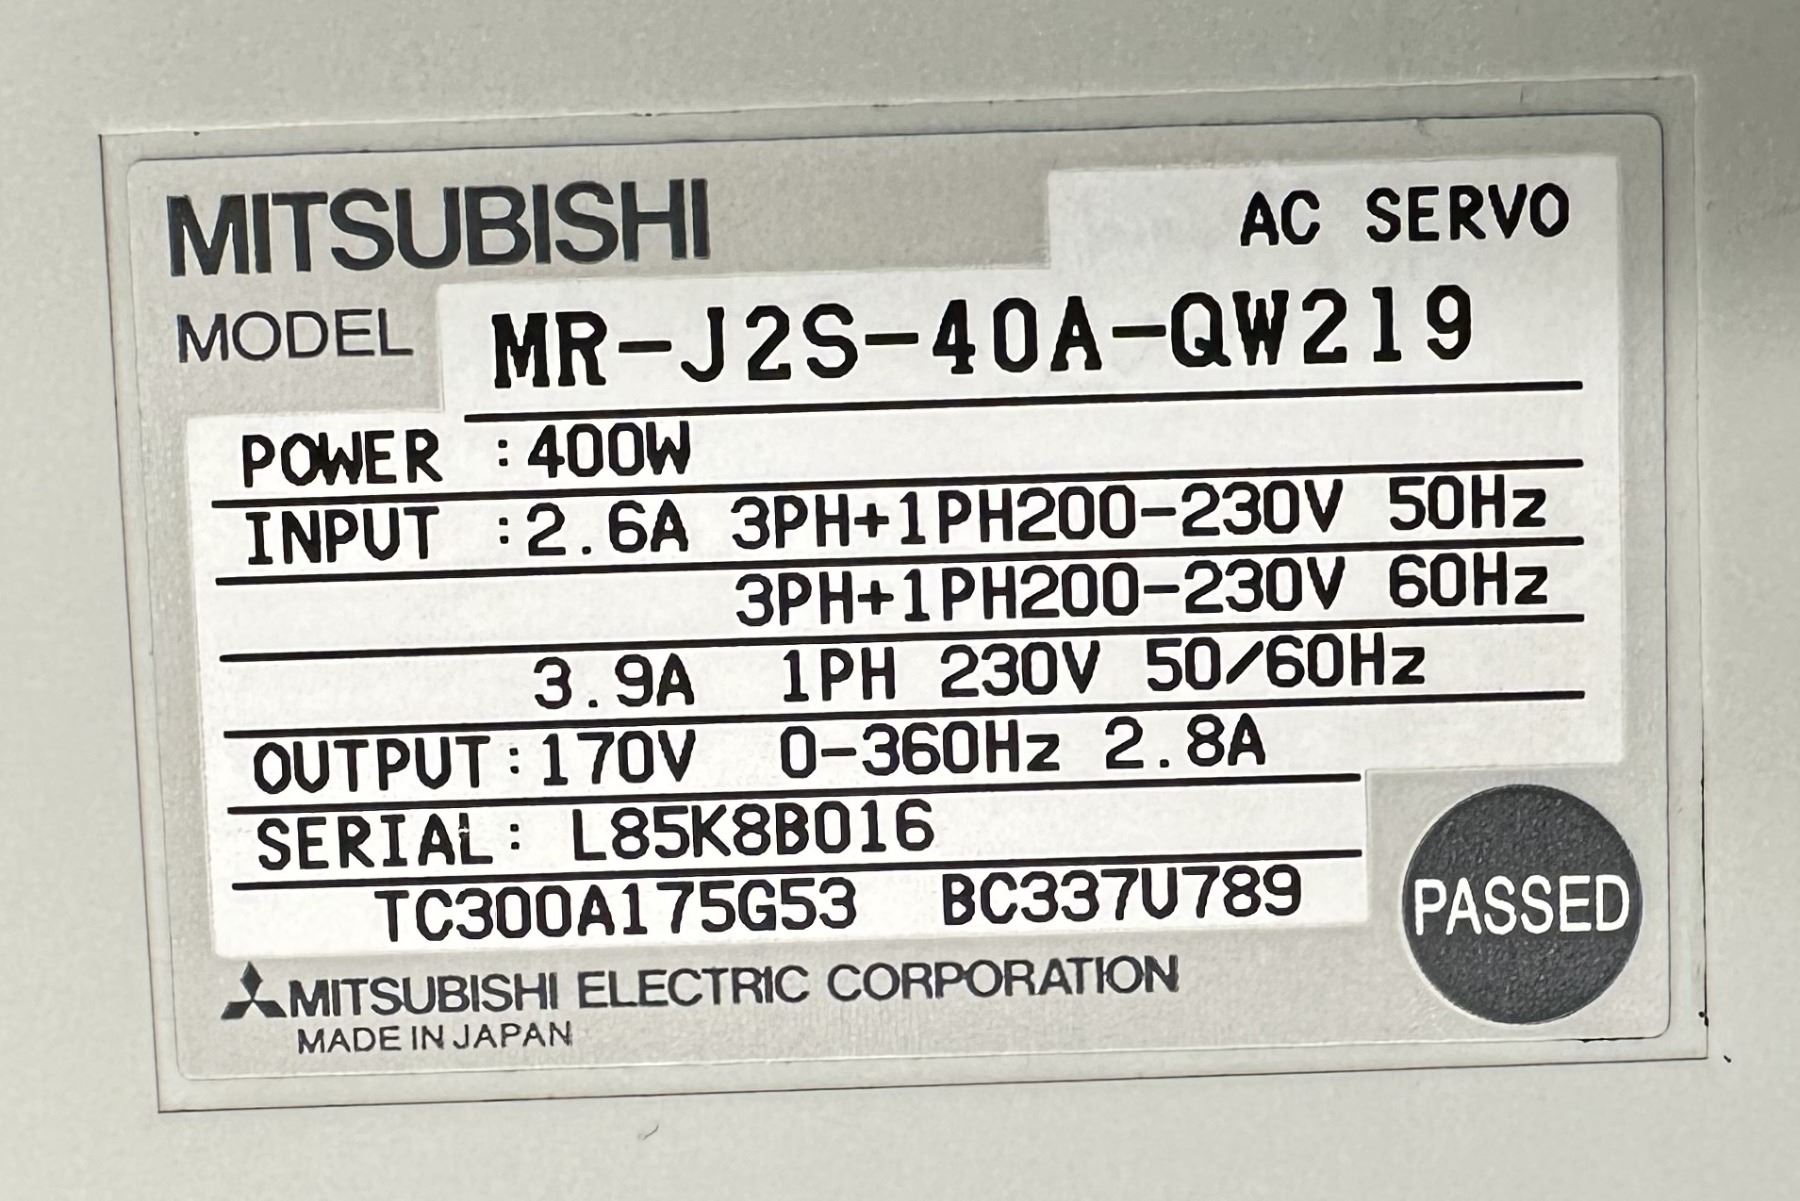 MITSUBISHI
AC SERVO
MODEL MR-J2S-40A-QW219
POWER :400W
INPUT :2.6A 3PH+1PH200-230V 50Hz
3PH+1PH200-230V 60Hz
3.9A 1PH 230V 50/60Hz
OUTPUT:170V 0-360Hz 2.8A
SERIAL: L85K8B016
TC300A175G53 BC337U789
PASSED
MITSUBISHI ELECTRIC CORPORATION
MADE IN JAPAN